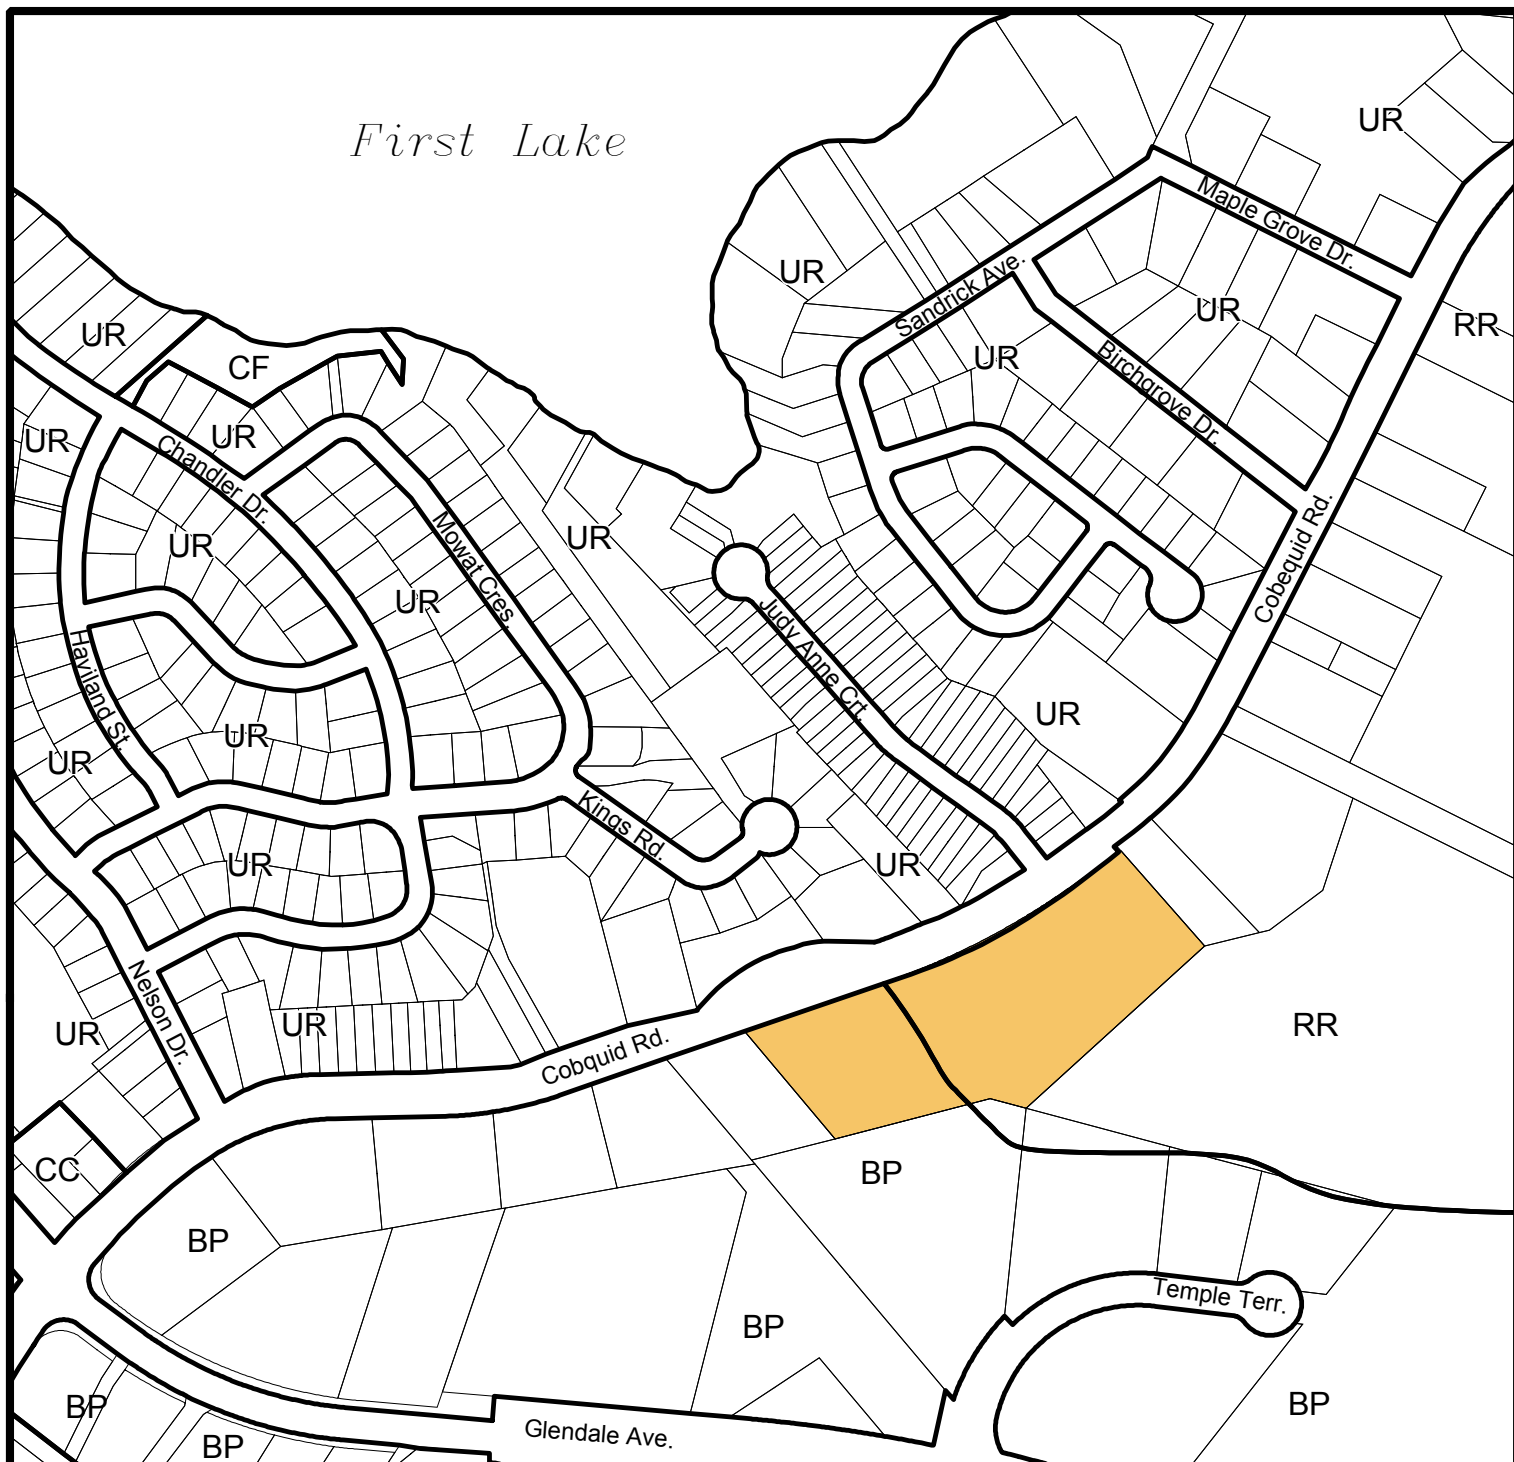 First Lake
UR
Maple Grove Dr.
UR
Sandrick Ave.
UR
RR
UR
UR
Birchgrove Dr.
CF
UR
UR
Chandler Dr.
Mowat Cres.
UR
UR
Cobequid Rd.
UR
Judy Anne Crt.
Haviland St.
UR
UR
UR
Kings Rd.
UR
UR
Nelson Dr.
UR
UR
RR
Cobquid Rd.
CC
BP
BP
Temple Terr.
BP
BP
BP
Glendale Ave.
BP